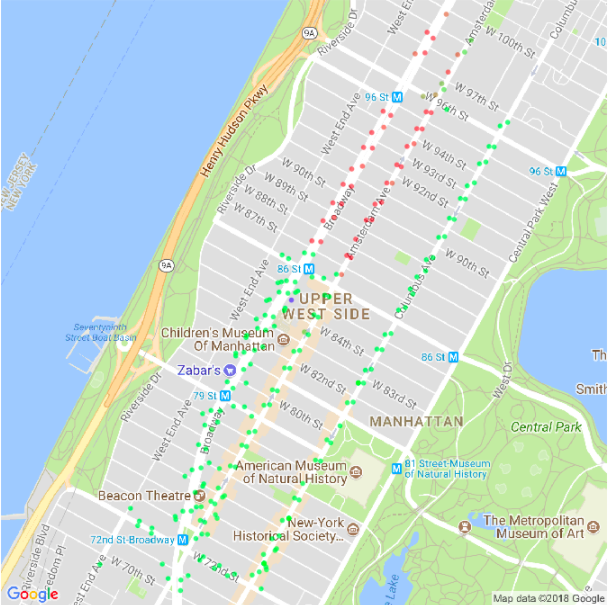 Riverside Dr
9A
Amsterda
Columbus
W 100th St
10
96 St M
W 97th St
W 96th St
West End Ave
Henry Hudson Pkwy
NEW JERSEY
NEW YORK
W 94th St
W 93rd St
W 92nd St
96 St M
Riverside Dr
W 90th St
W 89th St
W 88th St
W 87th St
Broadway
Amsterdam Ave
Central Park West
9A
West End Ave
86 St M
W 90th St
Columbus Ave
UPPER
WEST SIDE
Seventyninth
Street Boat Basin
Children's Museum
Of Manhattan
W 84th St
86 St M
The
Smith
West Dr
Zabar's
W 82nd St
W 83rd St
Riverside Dr
79 St M
West End Ave
Broadway
W 80th St
MANHATTAN
Central Park
American Museum
of Natural History
M 81 Street-Museum
of Natural History
Beacon Theatre
New-York
Historical Society...
The Metropolitan
Museum of Art
72nd St-Broadway M
W 72nd St
W 70th St
Riverside Blvd
eedom Pl
e Lake
Google
Map data ©2018 Google